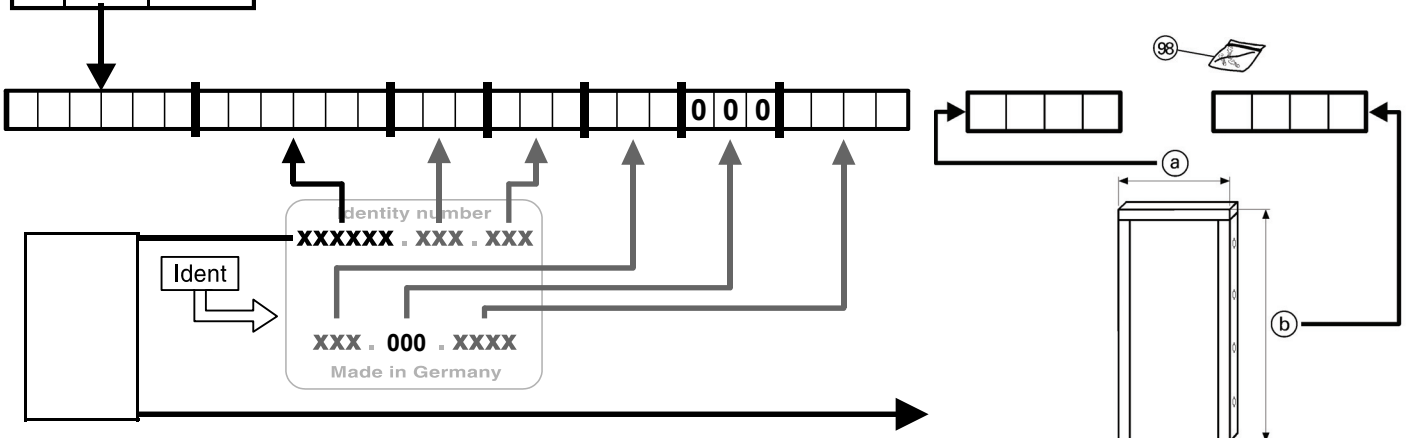 98
0 0 0
a
Identity number
xxxxxx . xxx . xxx
Ident
b
xxx . 000 . xxxx
Made in Germany